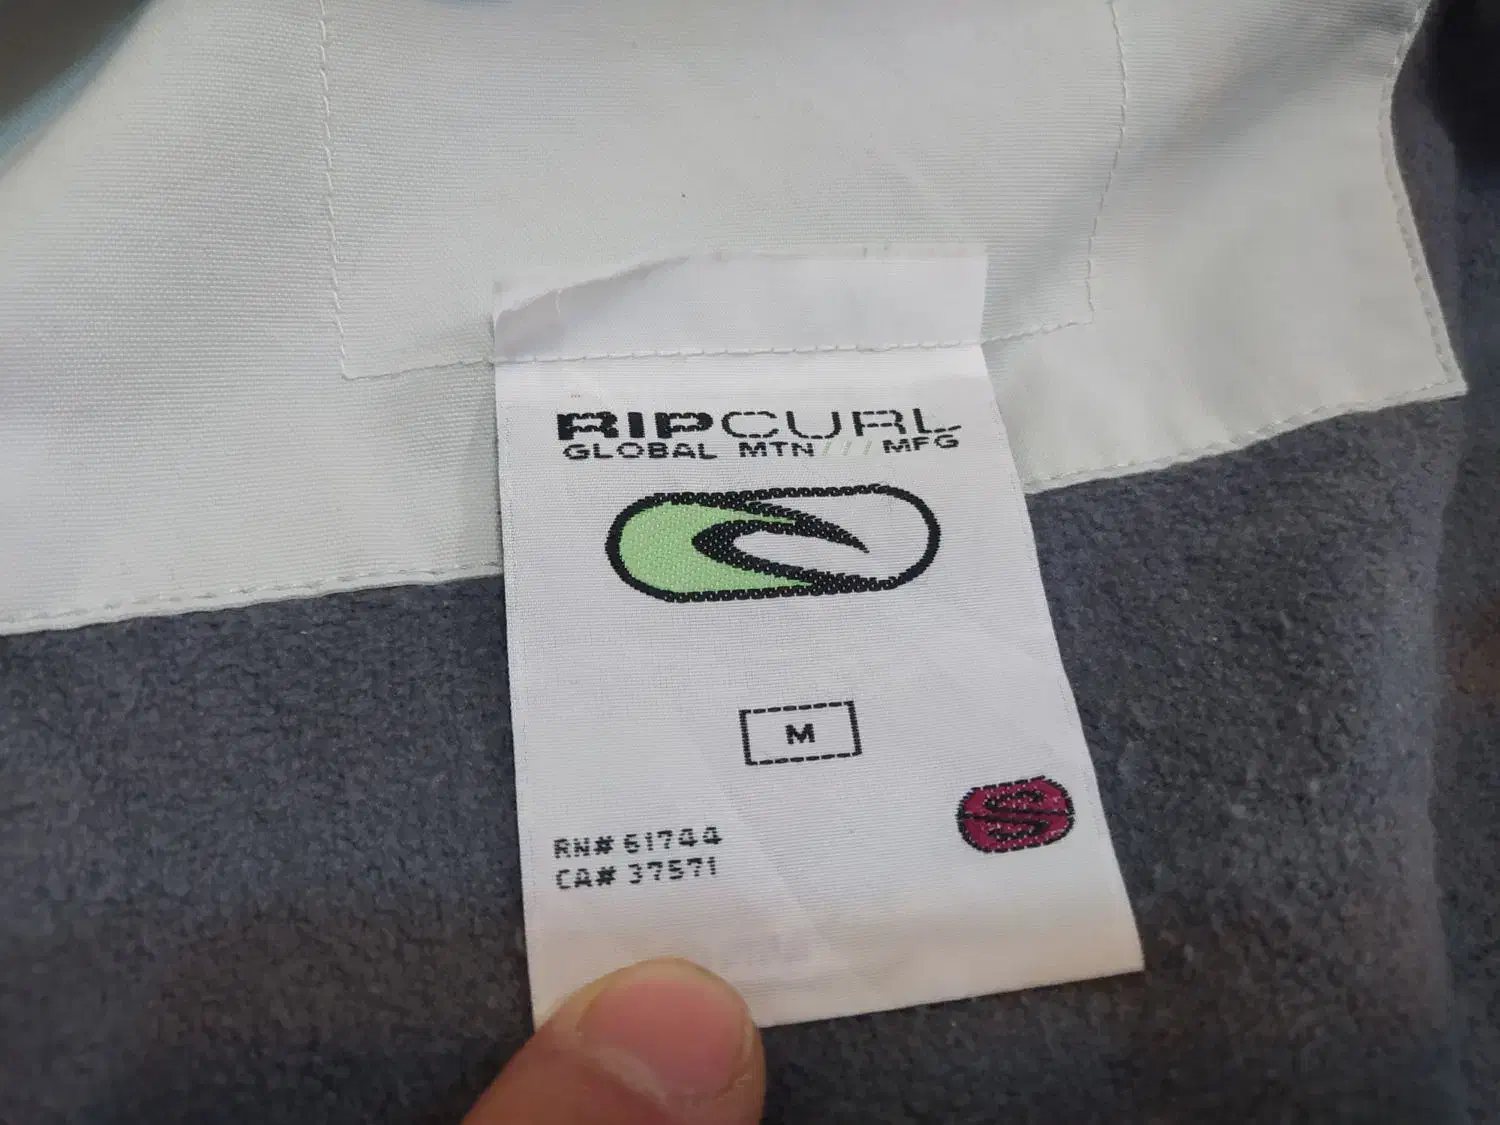 RIPCURL
GLOBAL MTN///MFG
M
S
RN# 61744
CA# 37571